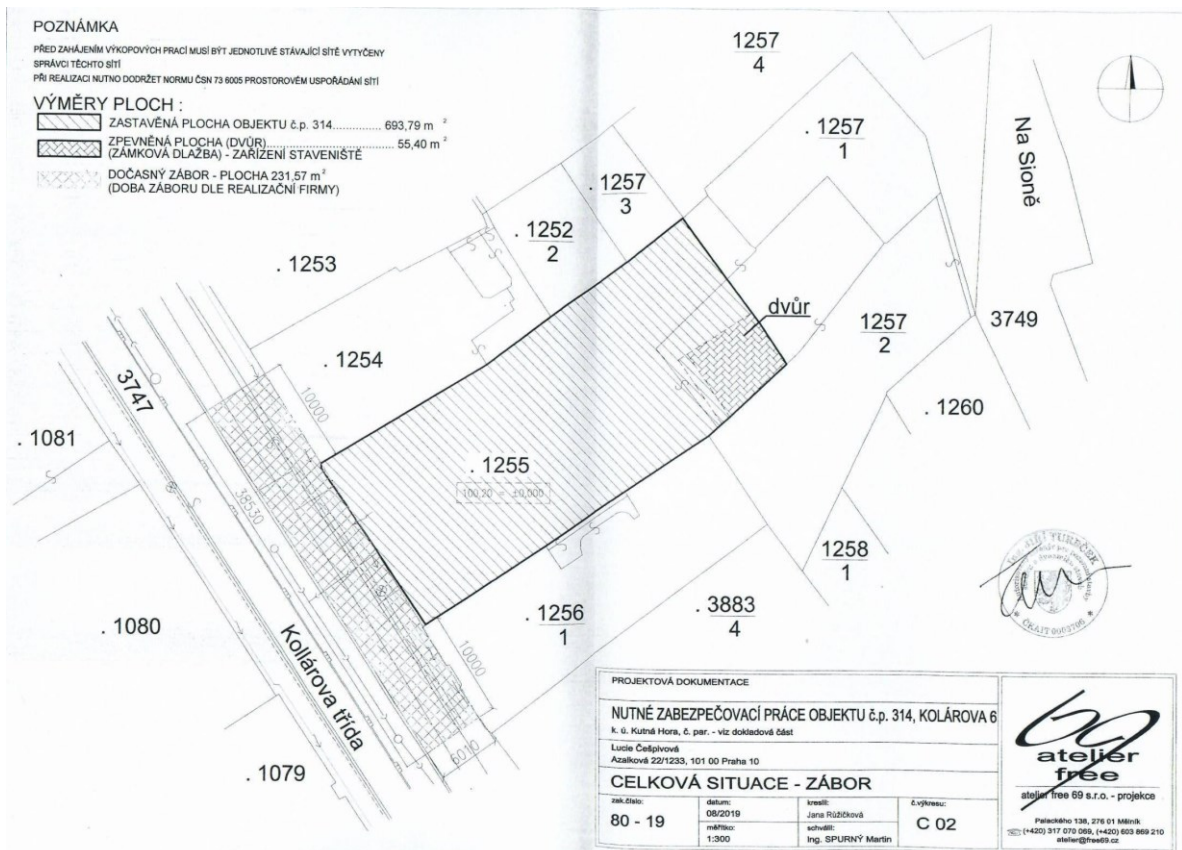 POZNÁMKA
PŘED ZAHÁJENÍM VÝKOPOVÝCH PRACÍ MUSÍ BÝT JEDNOTLIVÉ STÁVAJÍCÍ SÍTĚ VYTYČENY
SPRÁVCI TĚCHTO SÍTÍ
PŘI REALIZACI NUTNO DODRŽET NORMU ČSN 73 6005 PROSTOROVÉM USPOŘÁDÁNÍ SÍTÍ
VÝMĚRY PLOCH :
ZASTAVĚNÁ PLOCHA OBJEKTU č.p. 314.............. 693,79 m²
ZPEVNĚNÁ PLOCHA (DVŮR)....................................... 55,40 m²
(ZÁMKOVÁ DLAŽBA) - ZAŘÍZENÍ STAVENIŠTĚ
DOČASNÝ ZÁBOR - PLOCHA 231,57 m²
(DOBA ZÁBORU DLE REALIZAČNÍ FIRMY)
1257
4
. 1257
1
Na Sioně
. 1257
3
. 1252
2
. 1253
dvůr
1257
2
3749
. 1254
3747
10000
. 1260
. 1081
. 1255
100,20 = ±0,000
38530
. 1258
1
. 1256
1
. 3883
4
. 1080
Kollárova třída
10000
6010
. 1079
ČKAIT 0003706
PROJEKTOVÁ DOKUMENTACE
NUTNÉ ZABEZPEČOVACÍ PRÁCE OBJEKTU č.p. 314, KOLÁROVA 6
k. ú. Kutná Hora, č. par. - viz dokladová část
Lucie Češpivová
Azalková 22/1233, 101 00 Praha 10
CELKOVÁ SITUACE - ZÁBOR
zak.číslo:
80 - 19
datum:
08/2019
měřítko:
1:300
kreslil:
Jana Růžičková
schválil:
Ing. SPURNÝ Martin
č.výkresu:
C 02
atelier
free
atelier free 69 s.r.o. - projekce
Palackého 138, 276 01 Mělník
(+420) 317 070 069, (+420) 603 869 210
atelier@free69.cz